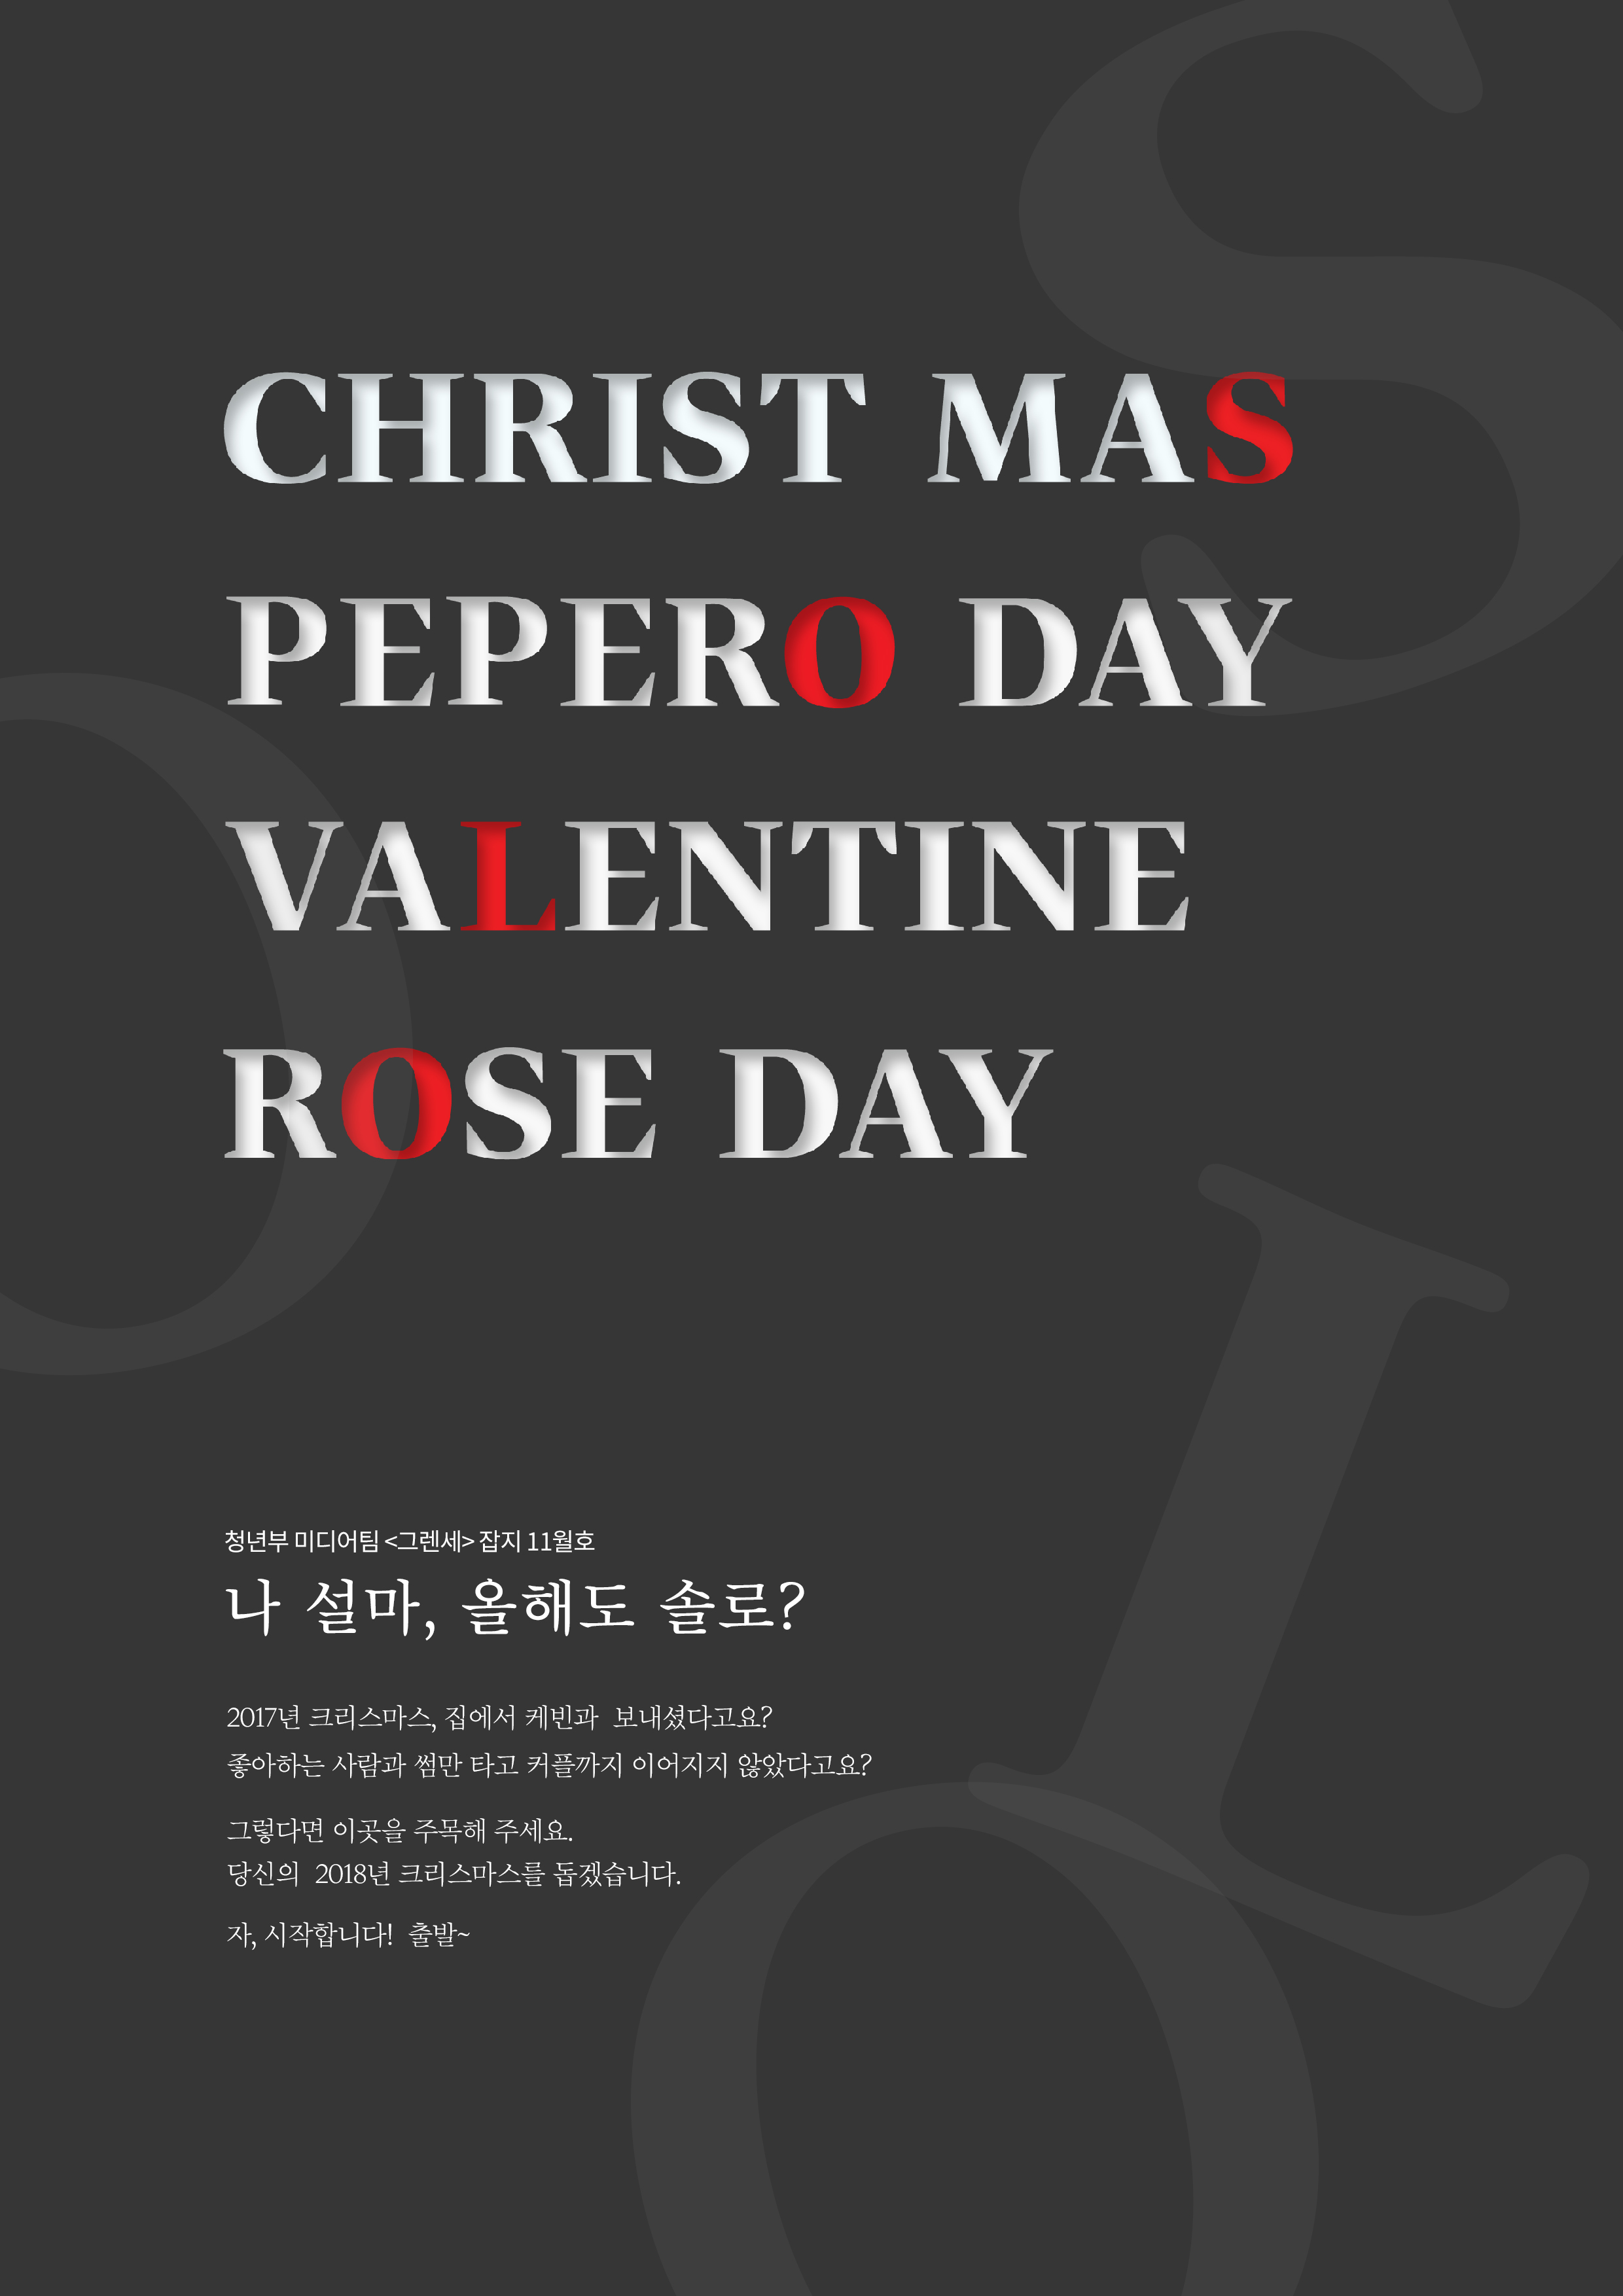 CHRIST MAS
PEPERO DAY
VALENTINE
ROSE DAY
청년부 미디어팀 <그렌세> 잡지 11월호
나 설마, 올해도 솔로?
2017년 크리스마스, 집에서 케빈과 보내셨다고요?
좋아하는 사람과 썸만 타고 커플까지 이어지지 않았다고요?
그렇다면 이곳을 주목해 주세요.
당신의 2018년 크리스마스를 돕겠습니다.
자, 시작합니다! 출발~
S
O
L
O